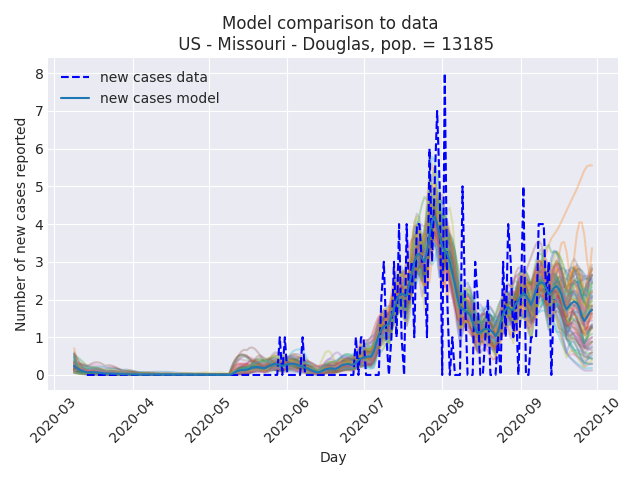 Model comparison to data
US - Missouri - Douglas, pop. = 13185
new cases data
new cases model
Number of new cases reported
8
7
6
5
4
3
2
1
0
2020-03
2020-04
2020-05
2020-06
2020-07
2020-08
2020-09
2020-10
Day